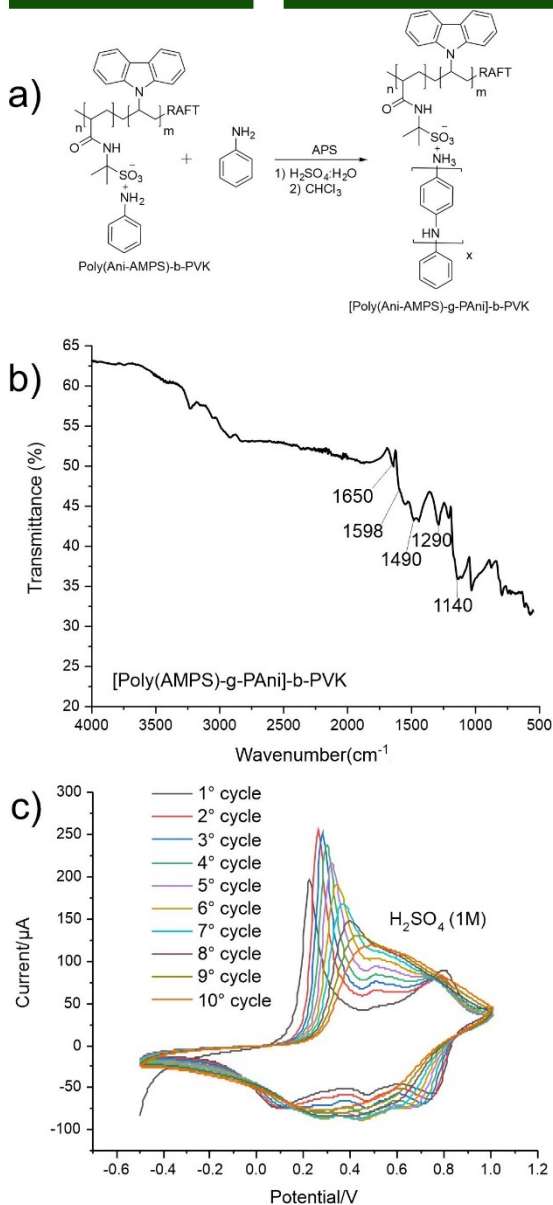 a)
N
RAFT
n
m
O
NH
SO₃⁻
+
NH₂
Poly(Ani-AMPS)-b-PVK
+
NH₂
APS
1) H₂SO₄:H₂O
2) CHCl₃
N
RAFT
n
m
O
NH
SO₃⁻
+
NH₃
HN
x
[Poly(Ani-AMPS)-g-PAni]-b-PVK
b)
65
60
55
50
45
40
35
30
25
20
Transmittance (%)
1650
1598
1490
1290
1140
[Poly(AMPS)-g-PAni]-b-PVK
4000 3500 3000 2500 2000 1500 1000 500
Wavenumber(cm⁻¹
c)
300
250
200
150
100
50
0
-50
-100
Current/µA
1° cycle
2° cycle
3° cycle
4° cycle
5° cycle
6° cycle
7° cycle
8° cycle
9° cycle
10° cycle
H₂SO₄ (1M)
-0.6 -0.4 -0.2 0.0 0.2 0.4 0.6 0.8 1.0 1.2
Potential/V